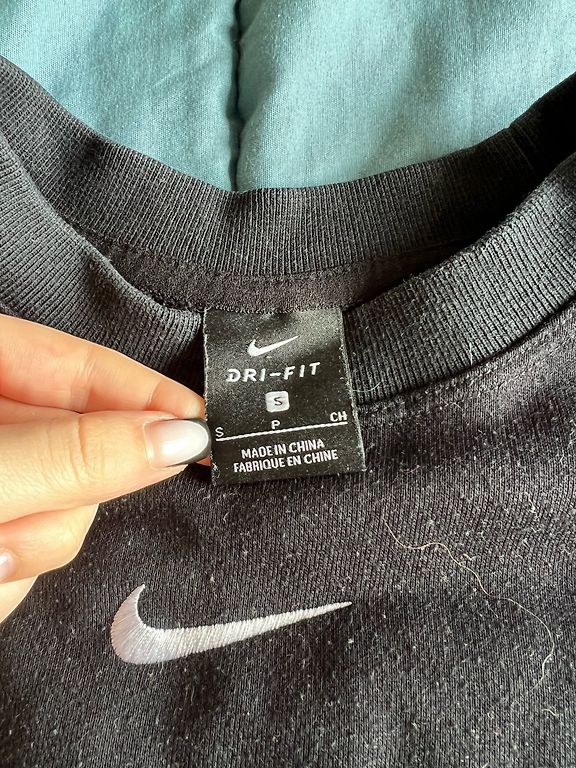 DRI-FIT
S
S P CH
MADE IN CHINA
FABRIQUE EN CHINE